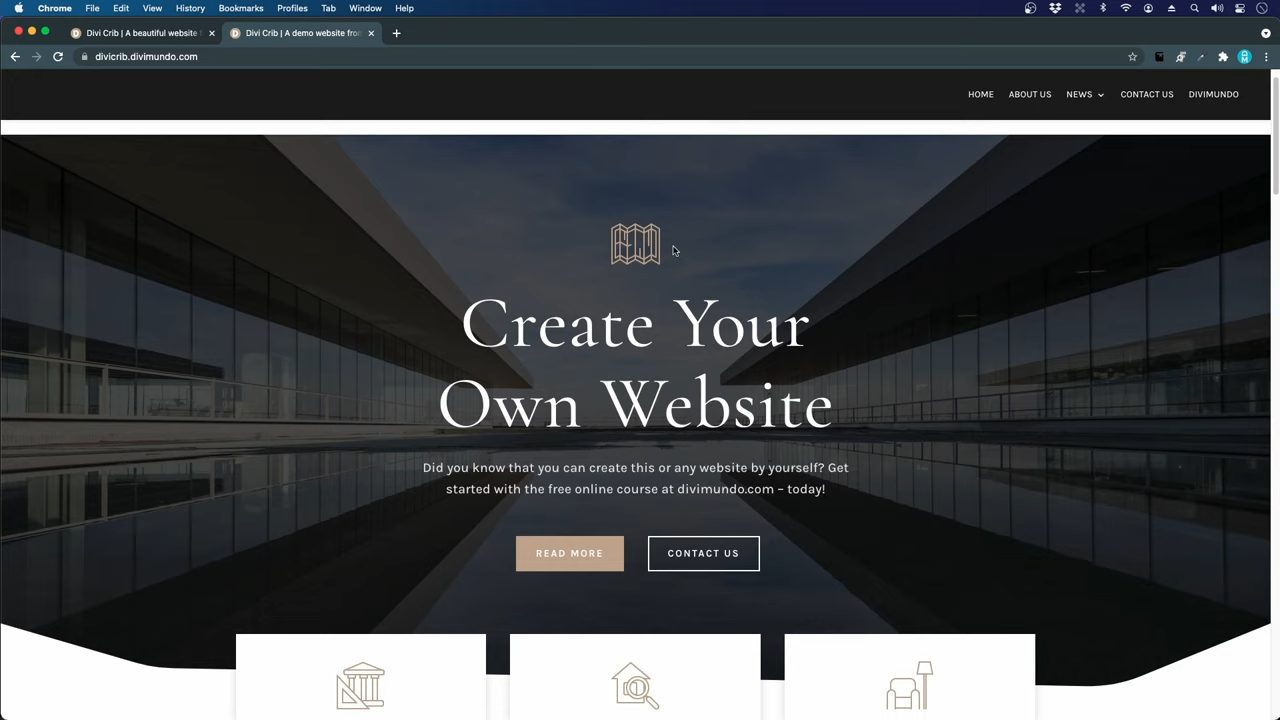 Chrome File Edit View History Bookmarks Profiles Tab Window Help
Divi Crib | A beautiful website
Divi Crib | A demo website from
divicrib.divimundo.com
HOME ABOUT US NEWS CONTACT US DIVIMUNDO
Create Your
Own Website
Did you know that you can create this or any website by yourself? Get
started with the free online course at divimundo.com – today!
READ MORE
CONTACT US